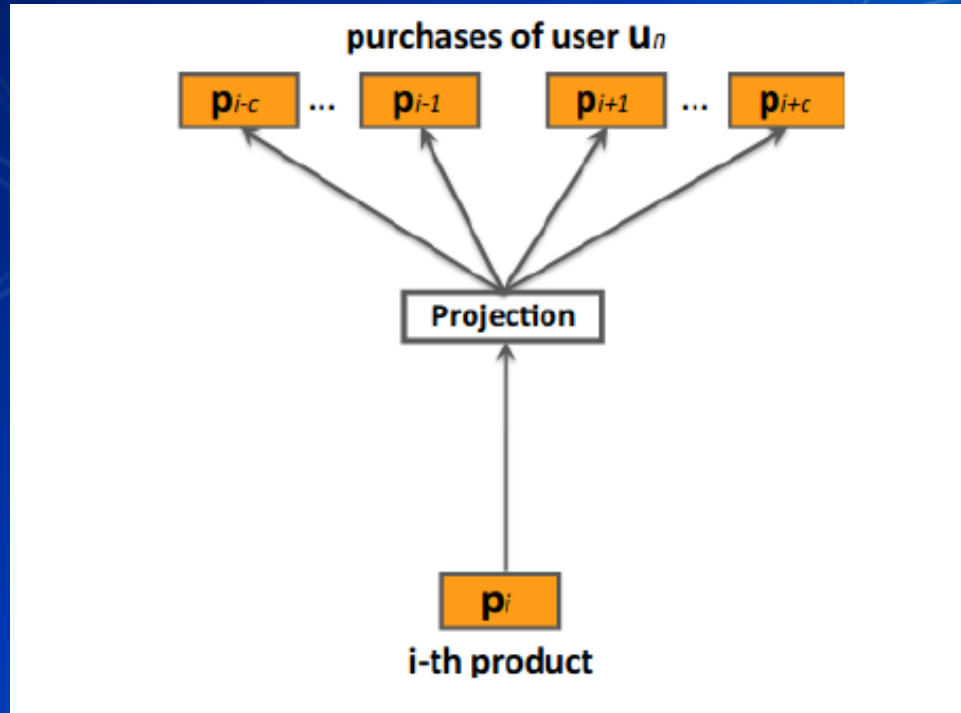 purchases of user un
pi-c ... pi-1 pi+1 ... pi+c
Projection
pi
i-th product